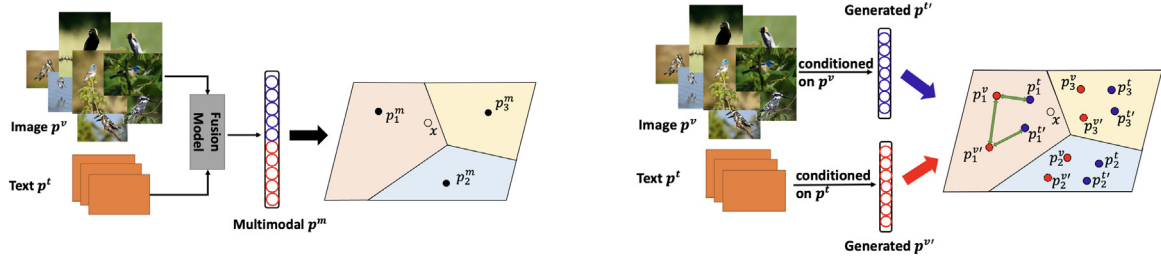 Image p^v
Text p^t
Fusion
Model
Multimodal p^m
p_1^m
p_3^m
x
p_2^m
Generated p^{t′}
conditioned
on p^v
Image p^v
Text p^t
conditioned
on p^t
Generated p^{v′}
p_1^v
p_1^t
p_3^v
p_3^t
x
p_1^{t′}
p_3^{v′}
p_3^{t′}
p_1^{v′}
p_2^v
p_2^t
p_2^{v′}
p_2^{t′}